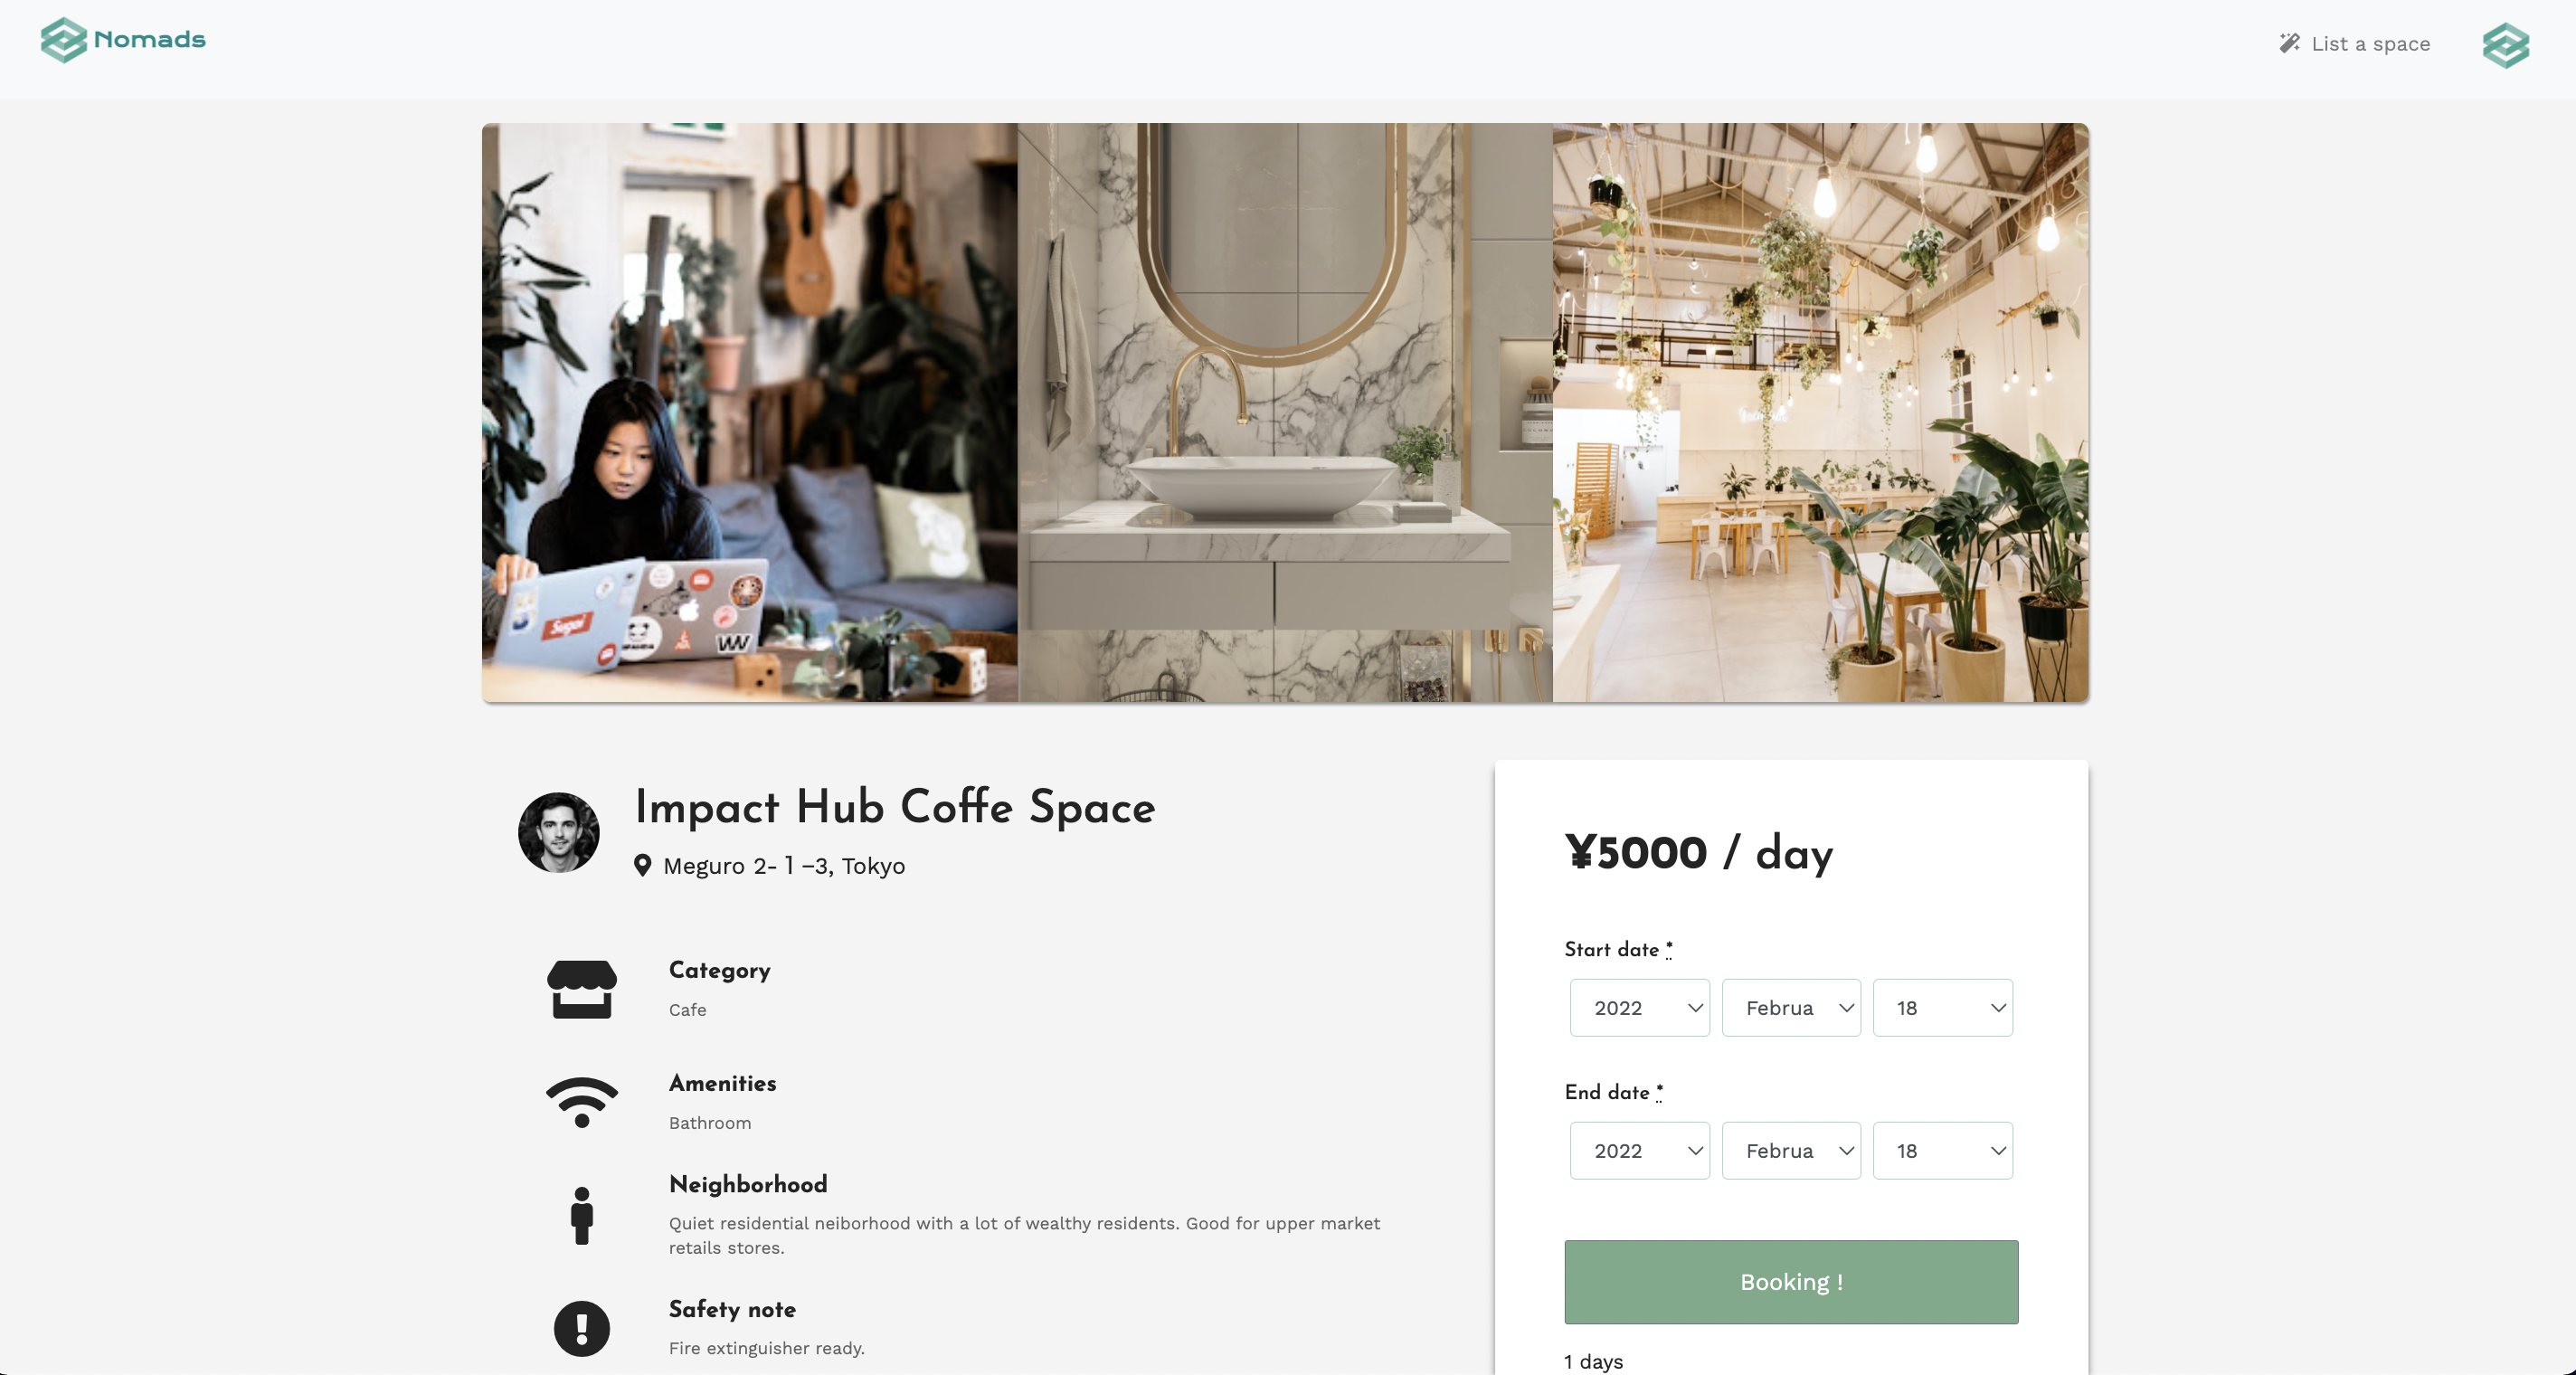 Nomads
List a space
Sugoi
Impact Hub Coffe Space
Meguro 2- 1 −3, Tokyo
Category
Cafe
Amenities
Bathroom
Neighborhood
Quiet residential neiborhood with a lot of wealthy residents. Good for upper market
retails stores.
Safety note
Fire extinguisher ready.
¥5000 / day
Start date *
2022 Februa 18
End date *
2022 Februa 18
Booking !
1 days